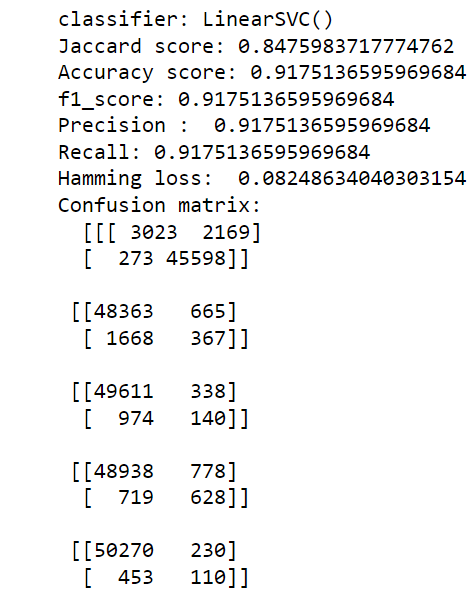 classifier: LinearSVC()
Jaccard score: 0.8475983717774762
Accuracy score: 0.9175136595969684
f1_score: 0.9175136595969684
Precision :  0.9175136595969684
Recall: 0.9175136595969684
Hamming loss:  0.08248634040303154
Confusion matrix:
[[[ 3023  2169]
[  273 45598]]
[[48363   665]
[ 1668   367]]
[[49611   338]
[  974   140]]
[[48938   778]
[  719   628]]
[[50270   230]
[  453   110]]